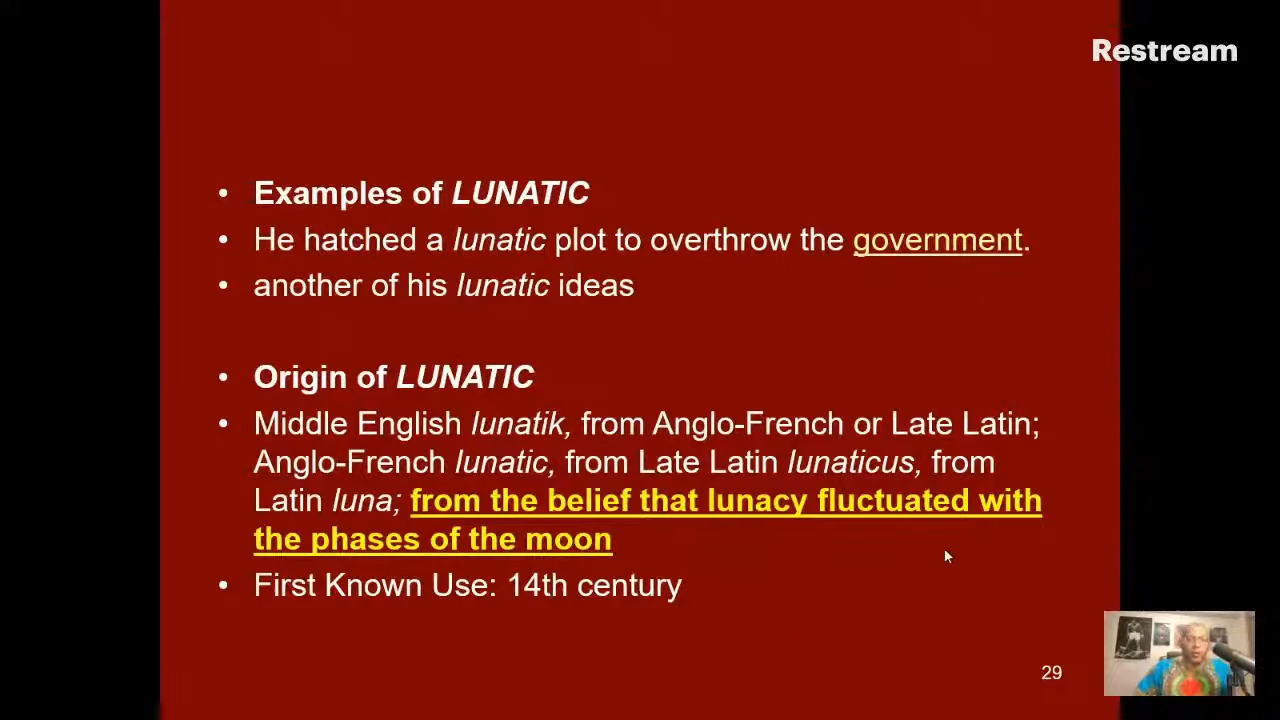 Restream
• Examples of LUNATIC
• He hatched a lunatic plot to overthrow the government.
• another of his lunatic ideas
• Origin of LUNATIC
• Middle English lunatik, from Anglo-French or Late Latin;
Anglo-French lunatic, from Late Latin lunaticus, from
Latin luna; from the belief that lunacy fluctuated with
the phases of the moon
• First Known Use: 14th century
29